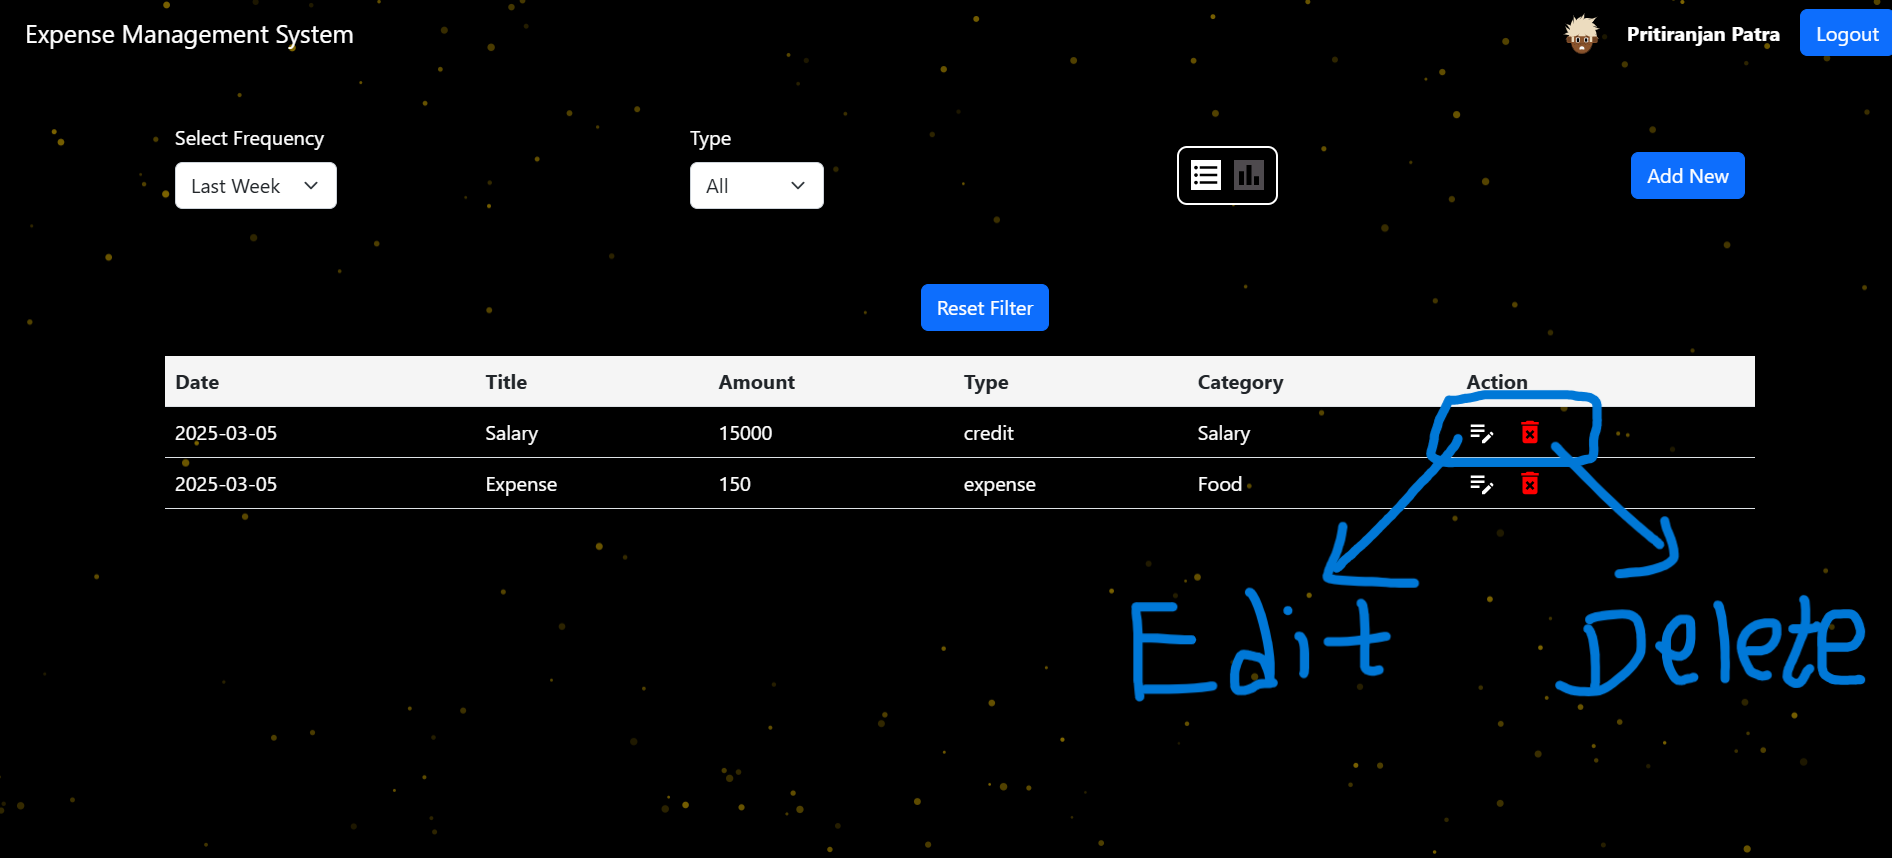 Expense Management System
Pritiranjan Patra
Logout
Select Frequency
Type
Last Week
All
Add New
Reset Filter
Date Title Amount Type Category Action
2025-03-05 Salary 15000 credit Salary
2025-03-05 Expense 150 expense Food
Edit Delete